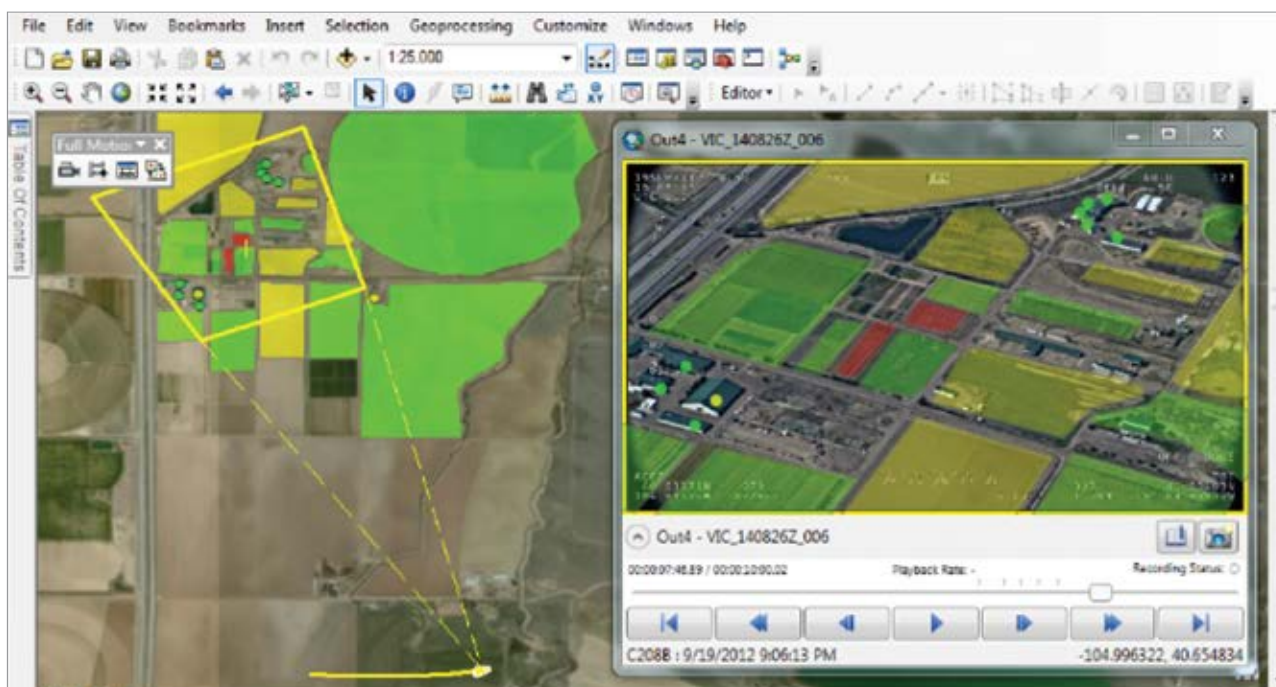 File Edit View Bookmarks Insert Selection Geoprocessing Customize Windows Help
1:25,000
Editor
Full Motion
Table Of Contents
Out4 - VIC_140826Z_006
Out4 - VIC_140826Z_006
Playback Rate: - Recording Status:
C208B : 9/19/2012 9:06:13 PM -104.996322, 40.654834